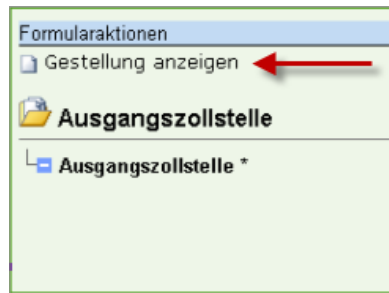 Formularaktionen
Gestellung anzeigen
Ausgangszollstelle
Ausgangszollstelle *